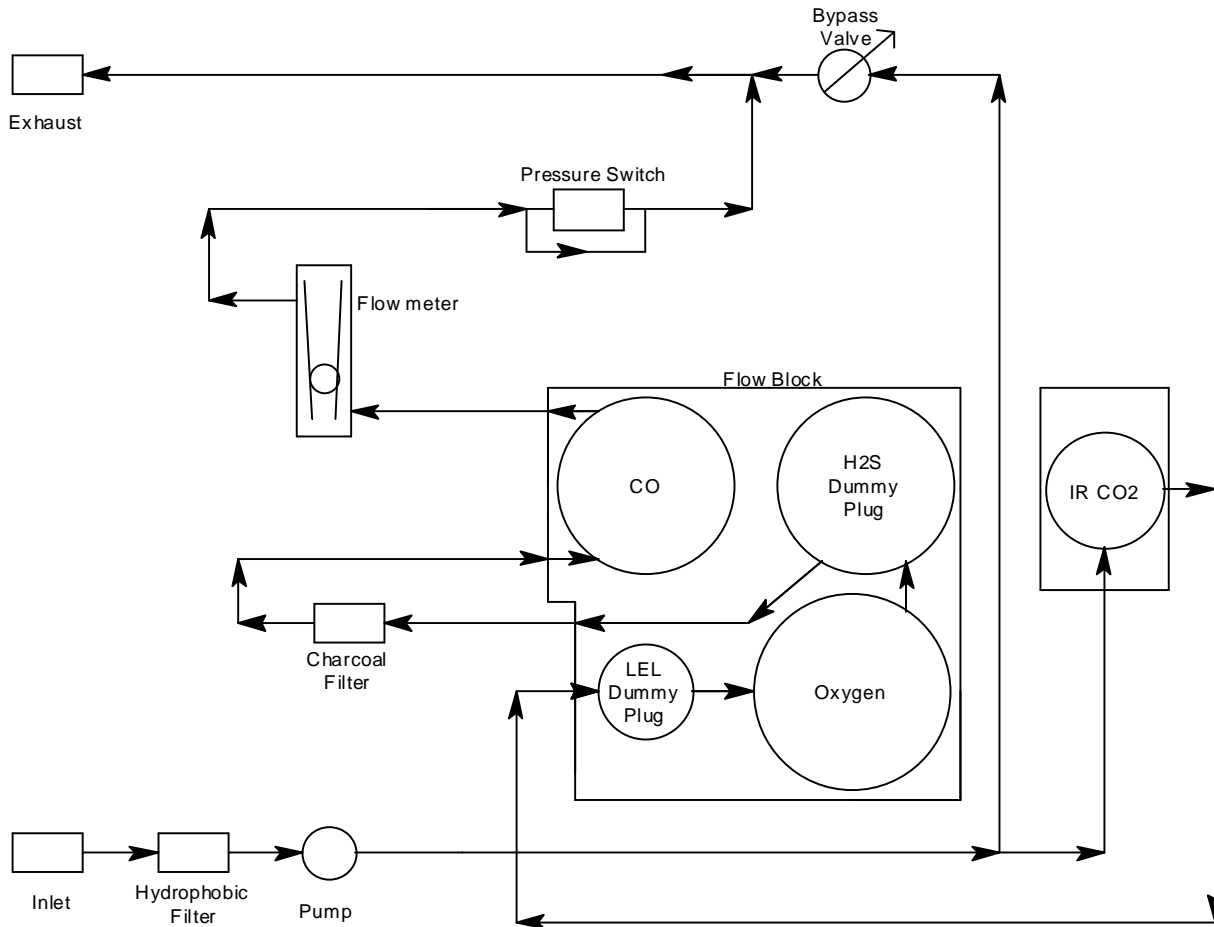 Bypass
Valve
Exhaust
Pressure Switch
Flow meter
Flow Block
CO
H2S
Dummy
Plug
IR CO2
Charcoal
Filter
LEL
Dummy
Plug
Oxygen
Inlet
Hydrophobic
Filter
Pump